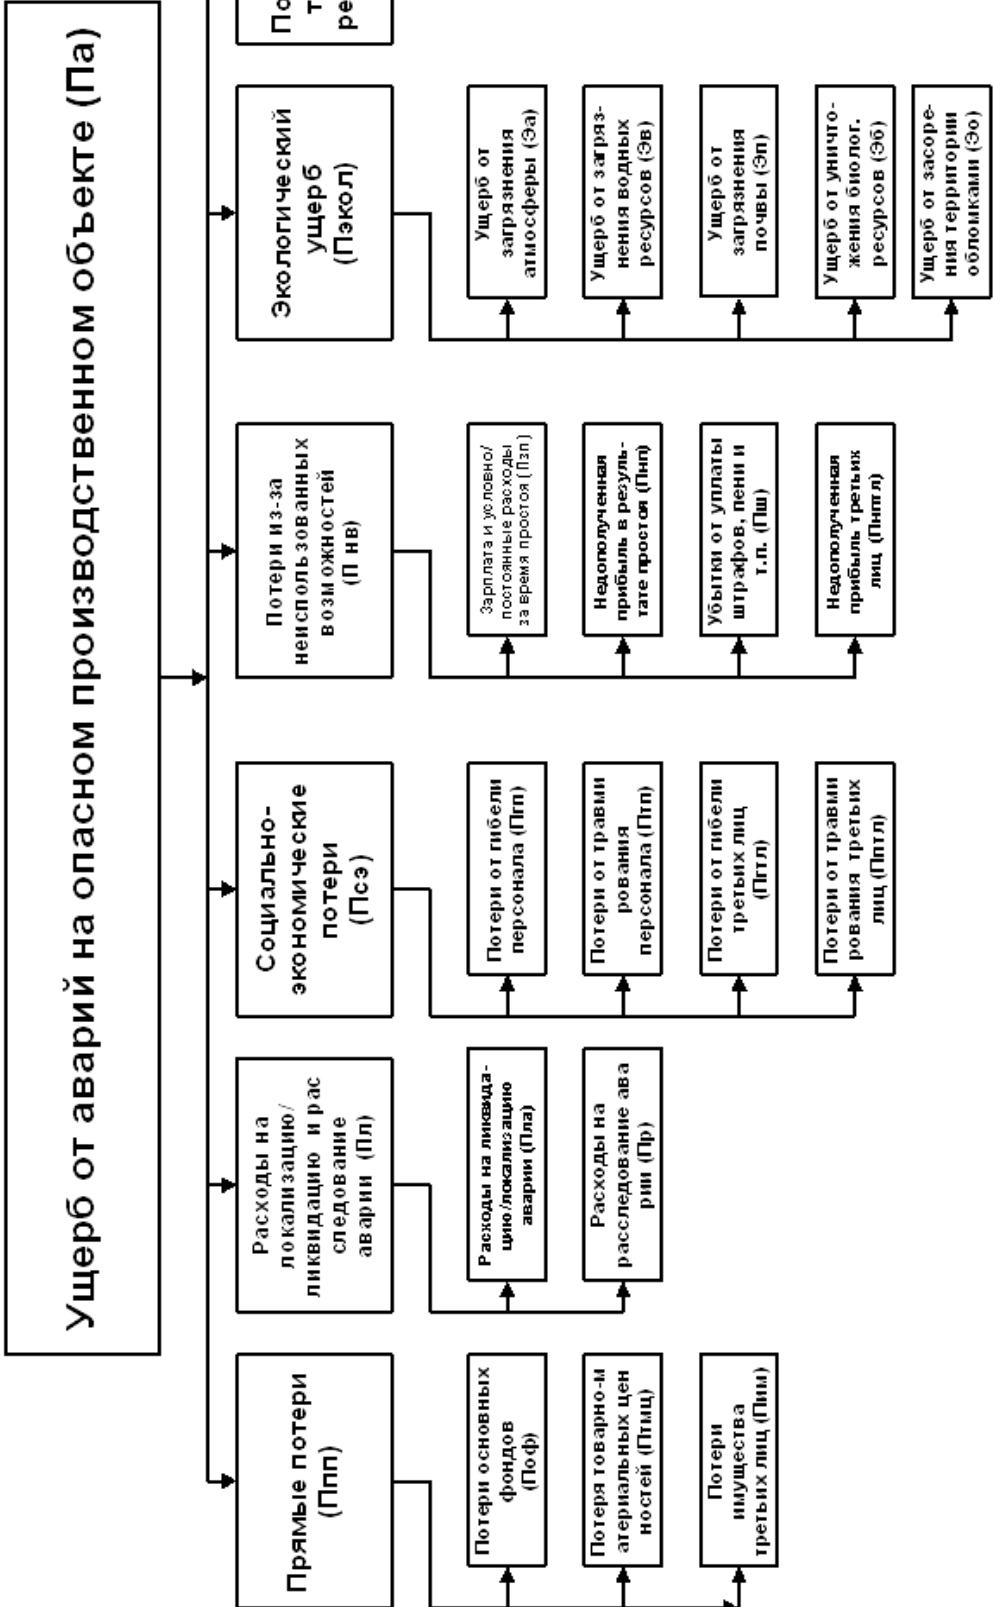 Ущерб от аварий на опасном производственном объекте (Па)
Прямые потери
(Ппп)
Потери основных
фондов
(Поф)
Потеря товарно-м
атериальных цен
ностей (Птмц)
Потери
имущества
третьих лиц (Пим)
Расходы на
локализацию/
ликвидацию и рас
следование
аварии (Пл)
Расходы на ликвида-
цию/локализацию
аварии (Пла)
Расходы на
расследование ава
рии (Пр)
Социально-
экономические
потери
(Псэ)
Потери от гибели
персонала (Пгп)
Потери от травми
рования
персонала (Птп)
Потери от гибели
третьих лиц
(Пгтл)
Потери от травми
рования третьих
лиц (Пттл)
Потери из-за
неиспользованных
возможностей
(П нв)
Зарплата и условно/
постоянные расходы
за время простоя (Пзп)
Недополученная
прибыль в резуль-
тате простоя (Пнп)
Убытки от уплаты
штрафов, пени и
т.п. (Пш)
Недополученная
прибыль третьих
лиц (Пнптл)
Экологический
ущерб
(Пэкол)
Ущерб от
загрязнения
атмосферы (Эа)
Ущерб от загряз-
нения водных
ресурсов (Эв)
Ущерб от
загрязнения
почвы (Эп)
Ущерб от уничто-
жения биолог.
ресурсов (Эб)
Ущерб от засоре-
ния территории
обломками (Эо)
По
т
ре